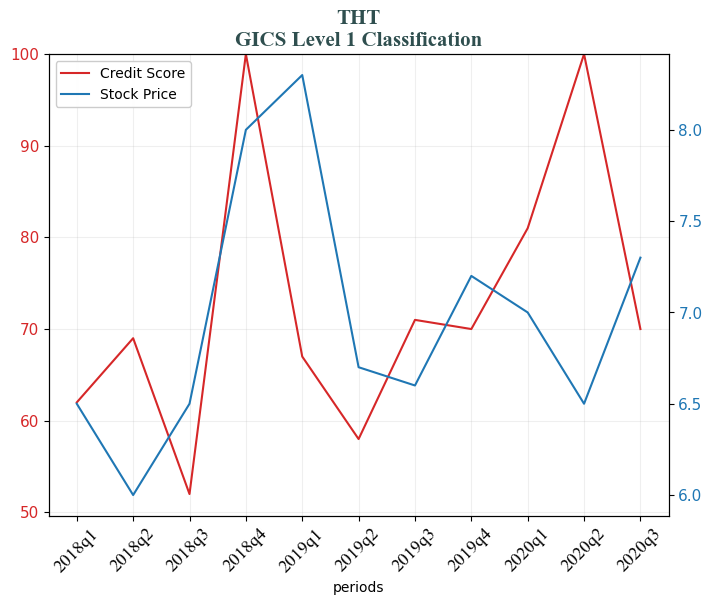 THT
GICS Level 1 Classification
Credit Score
Stock Price
100
90
80
70
60
50
8.0
7.5
7.0
6.5
6.0
2018q1
2018q2
2018q3
2018q4
2019q1
2019q2
2019q3
2019q4
2020q1
2020q2
2020q3
periods